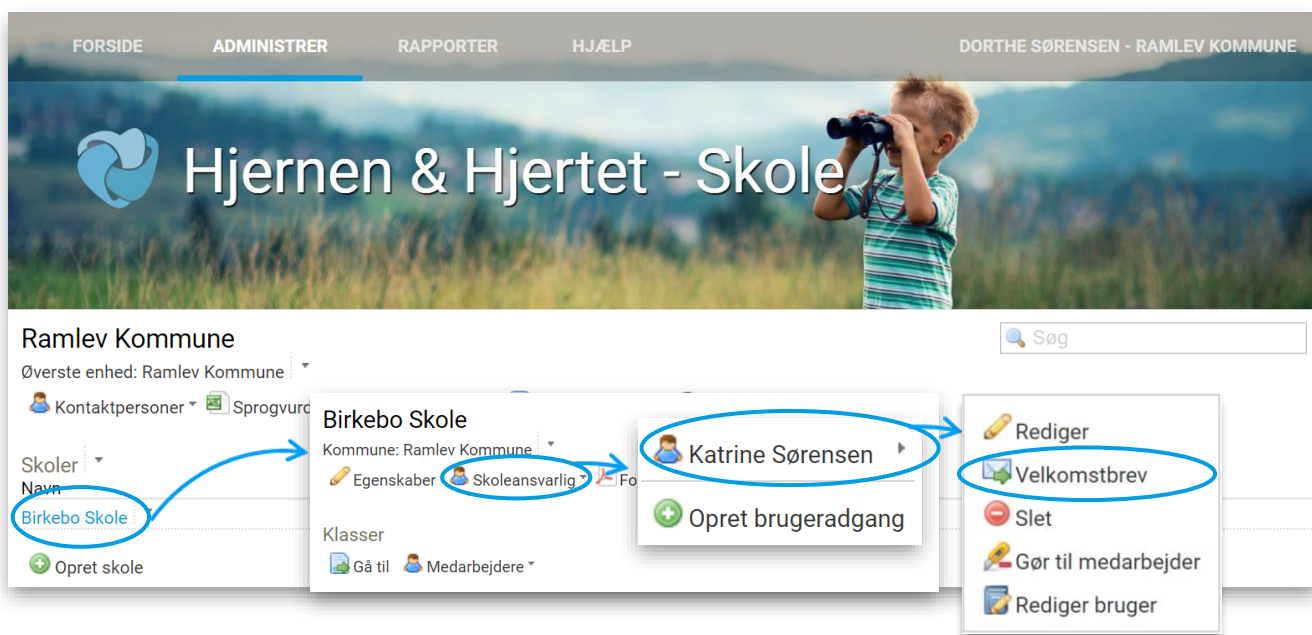 FORSIDE ADMINISTRER RAPPORTER HJÆLP DORTHE SØRENSEN - RAMLEV KOMMUNE
Hjernen & Hjertet - Skole
Ramlev Kommune
Søg
Øverste enhed: Ramlev Kommune
Kontaktpersoner Sprogvurd
Skoler
Navn
Birkebo Skole
Opret skole
Birkebo Skole
Kommune: Ramlev Kommune
Egenskaber Skoleansvarlig Fo
Klasser
Gå til Medarbejdere
Katrine Sørensen
Opret brugeradgang
Rediger
Velkomstbrev
Slet
Gør til medarbejder
Rediger bruger